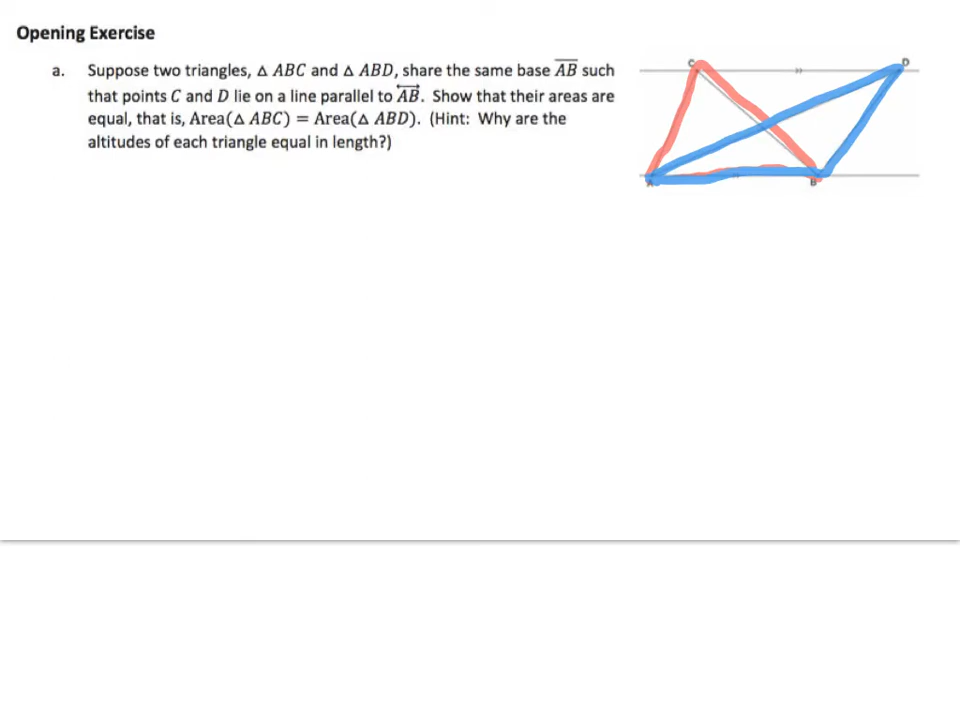 Opening Exercise
a. Suppose two triangles, △ ABC and △ ABD, share the same base A̅B̅ such
that points C and D lie on a line parallel to A⃡B⃡. Show that their areas are
equal, that is, Area(△ ABC) = Area(△ ABD). (Hint: Why are the
altitudes of each triangle equal in length?)
C D
A B